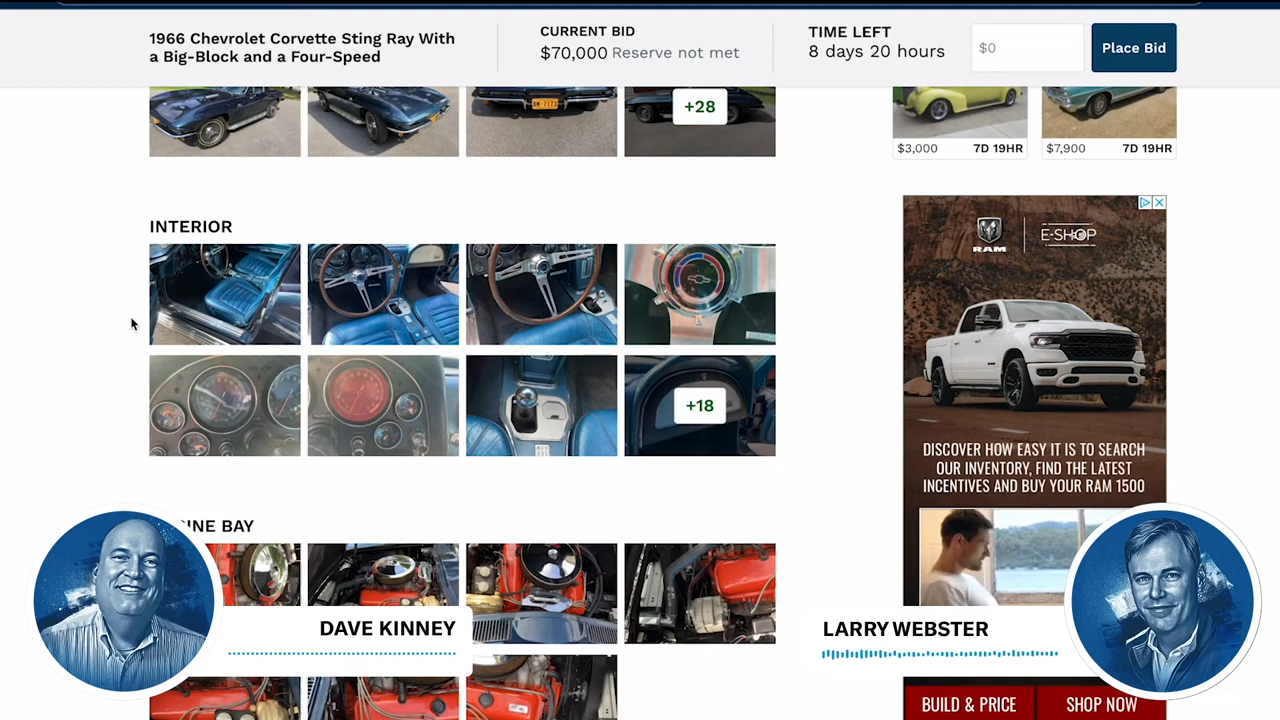 1966 Chevrolet Corvette Sting Ray With
a Big-Block and a Four-Speed
CURRENT BID
$70,000 Reserve not met
TIME LEFT
8 days 20 hours
$0
Place Bid
+28
$3,000
7D 19HR
$7,900
7D 19HR
INTERIOR
+18
INE BAY
RAM
E-SHOP
DISCOVER HOW EASY IT IS TO SEARCH
OUR INVENTORY, FIND THE LATEST
INCENTIVES AND BUY YOUR RAM 1500
DAVE KINNEY
LARRY WEBSTER
BUILD & PRICE
SHOP NOW